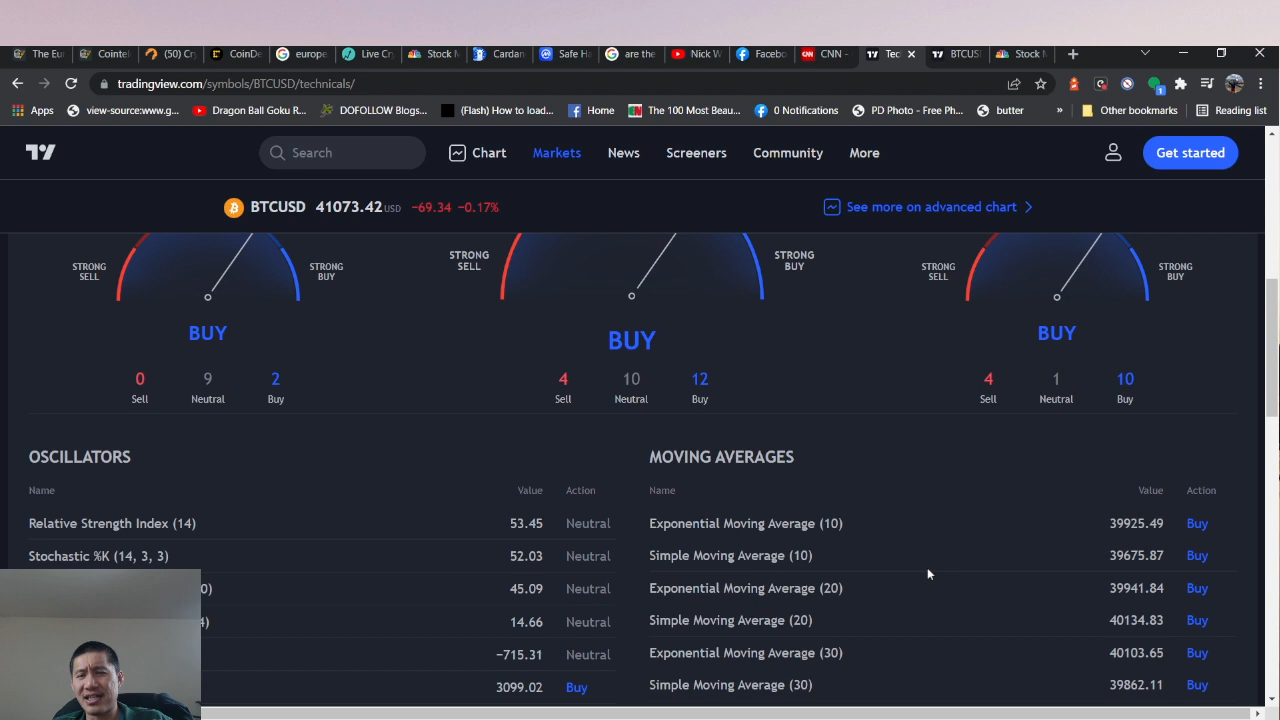 The Eu
Cointel
(50) Cry
CoinDe
europe
Live Cry
Stock M
Cardan
Safe Ha
are the
Nick W
Facebo
CNN -
Tec
BTCUS
Stock M
tradingview.com/symbols/BTCUSD/technicals/
1
Apps
view-source:www.g...
Dragon Ball Goku R...
DOFOLLOW Blogs...
(Flash) How to load...
Home
The 100 Most Beau...
0 Notifications
PD Photo - Free Ph...
butter
»
Other bookmarks
Reading list
Search
Chart
Markets
News
Screeners
Community
More
Get started
BTCUSD 41073.42 USD −69.34 −0.17%
See more on advanced chart
STRONG SELL
STRONG BUY
STRONG SELL
STRONG BUY
STRONG SELL
STRONG BUY
BUY
BUY
BUY
0 9 2
Sell Neutral Buy
4 10 12
Sell Neutral Buy
4 1 10
Sell Neutral Buy
OSCILLATORS
Name Value Action
Relative Strength Index (14) 53.45 Neutral
Stochastic %K (14, 3, 3) 52.03 Neutral
0) 45.09 Neutral
4) 14.66 Neutral
−715.31 Neutral
3099.02 Buy
MOVING AVERAGES
Name Value Action
Exponential Moving Average (10) 39925.49 Buy
Simple Moving Average (10) 39675.87 Buy
Exponential Moving Average (20) 39941.84 Buy
Simple Moving Average (20) 40134.83 Buy
Exponential Moving Average (30) 40103.65 Buy
Simple Moving Average (30) 39862.11 Buy